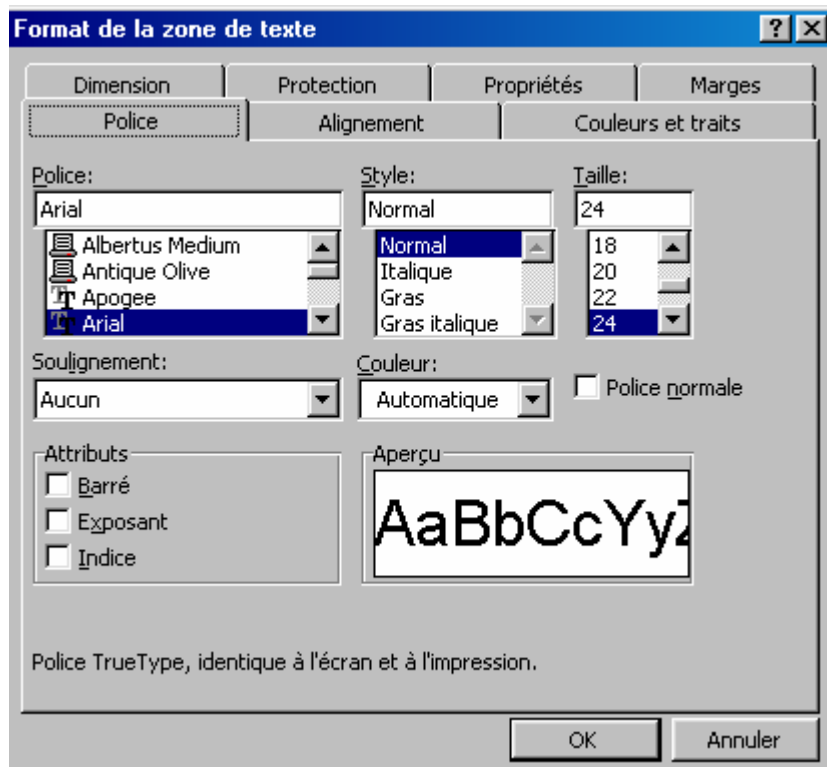 Format de la zone de texte
Dimension Protection Propriétés Marges
Police Alignement Couleurs et traits
Police: Style: Taille:
Arial Normal 24
Albertus Medium Normal 18
Antique Olive Italique 20
Apogee Gras 22
Arial Gras italique 24
Soulignement: Couleur:
Aucun Automatique Police normale
Attributs Aperçu
Barré
Exposant AaBbCcYyZ
Indice
Police TrueType, identique à l'écran et à l'impression.
OK Annuler